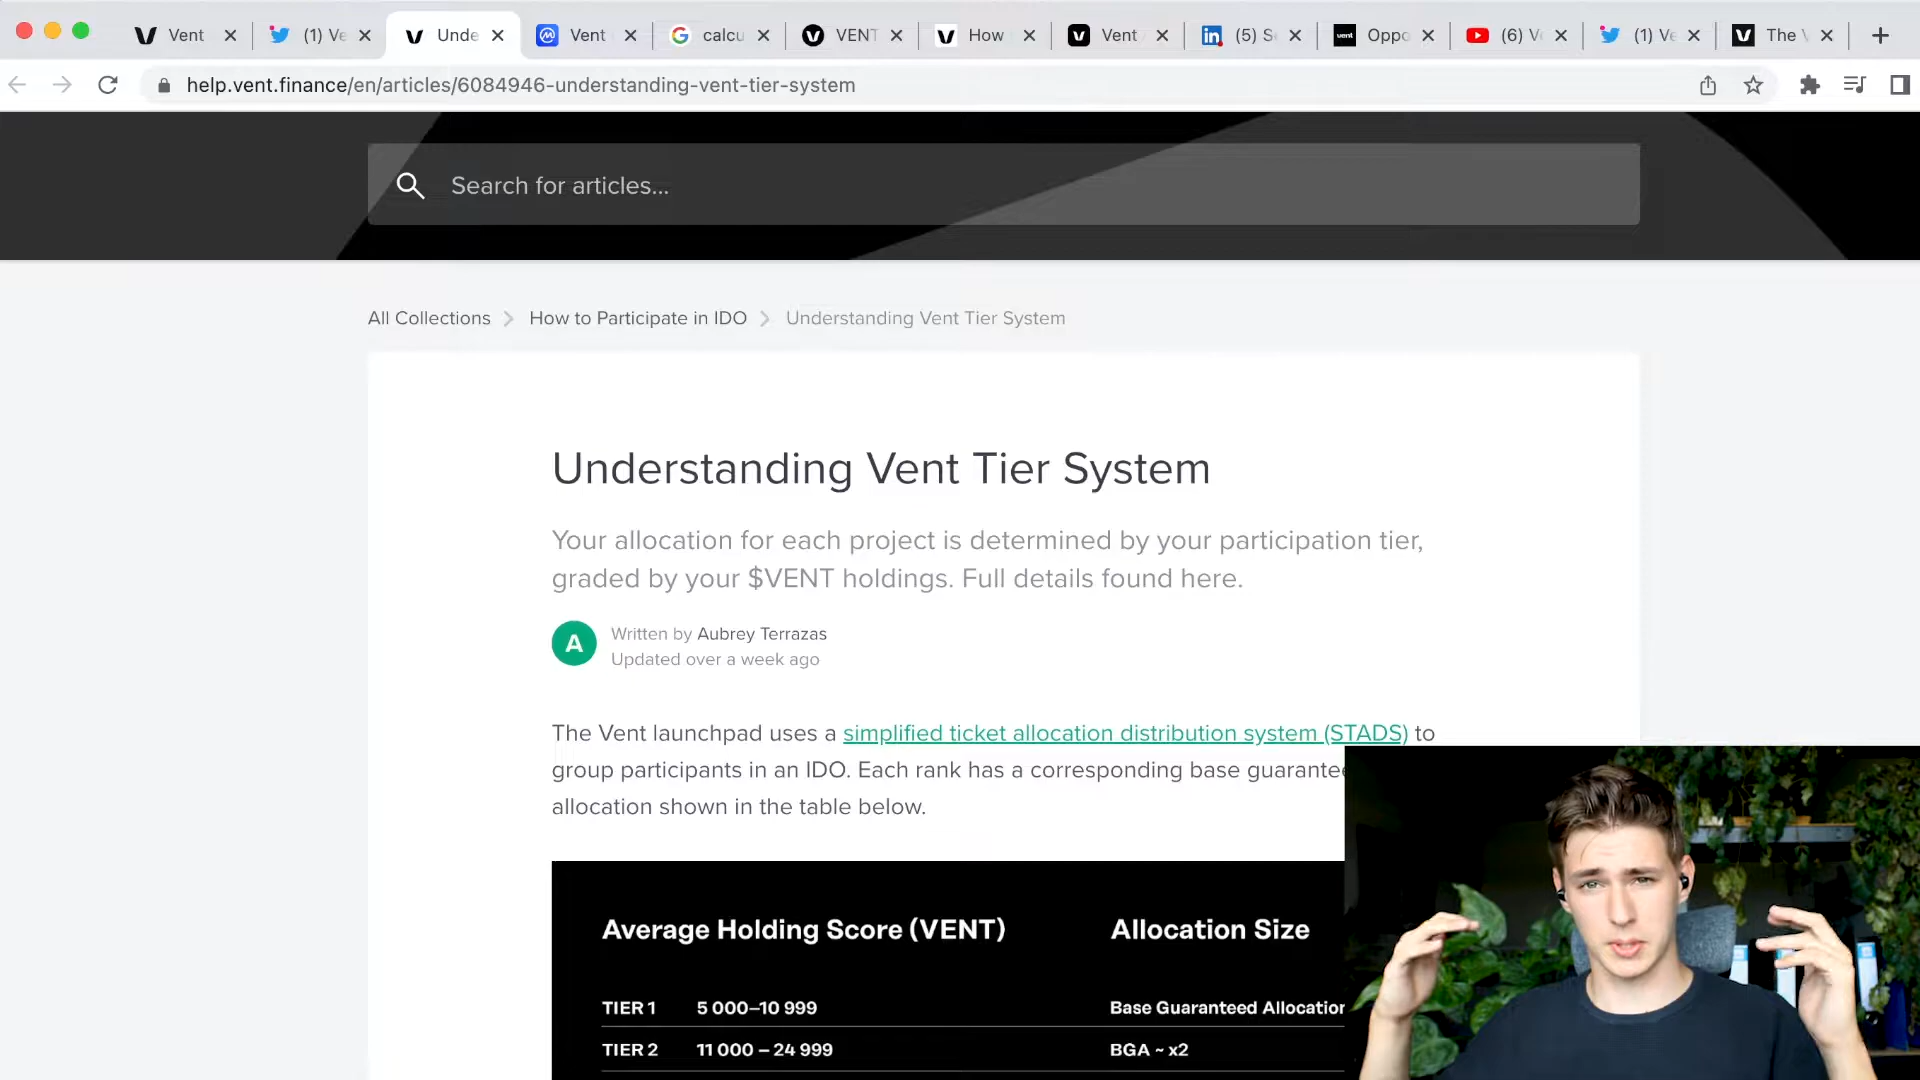 Vent
(1) Ve
Unde
Vent
calcu
VENT
How
Vent
(5) S
vent
Oppo
(6) V
(1) Ve
The V
help.vent.finance/en/articles/6084946-understanding-vent-tier-system
Search for articles...
All Collections
How to Participate in IDO
Understanding Vent Tier System
Understanding Vent Tier System
Your allocation for each project is determined by your participation tier,
graded by your $VENT holdings. Full details found here.
A
Written by Aubrey Terrazas
Updated over a week ago
The Vent launchpad uses a simplified ticket allocation distribution system (STADS) to
group participants in an IDO. Each rank has a corresponding base guarantee
allocation shown in the table below.
Average Holding Score (VENT)
Allocation Size
TIER 1
5 000–10 999
Base Guaranteed Allocation
TIER 2
11 000 – 24 999
BGA ~ x2